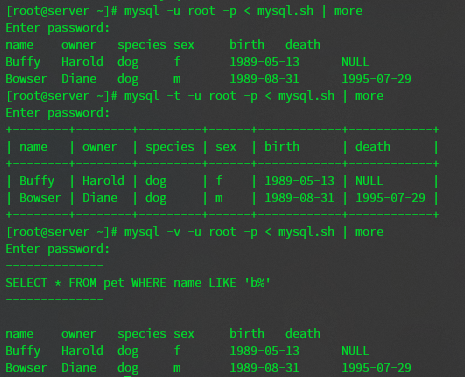 [root@server ~]# mysql -u root -p < mysql.sh | more
Enter password:
name owner species sex birth death
Buffy Harold dog f 1989-05-13 NULL
Bowser Diane dog m 1989-08-31 1995-07-29
[root@server ~]# mysql -t -u root -p < mysql.sh | more
Enter password:
+--------+--------+---------+------+------------+------------+
| name | owner | species | sex | birth | death |
+--------+--------+---------+------+------------+------------+
| Buffy | Harold | dog | f | 1989-05-13 | NULL |
| Bowser | Diane | dog | m | 1989-08-31 | 1995-07-29 |
+--------+--------+---------+------+------------+------------+
[root@server ~]# mysql -v -u root -p < mysql.sh | more
Enter password:
--------------
SELECT * FROM pet WHERE name LIKE 'b%'
--------------
name owner species sex birth death
Buffy Harold dog f 1989-05-13 NULL
Bowser Diane dog m 1989-08-31 1995-07-29